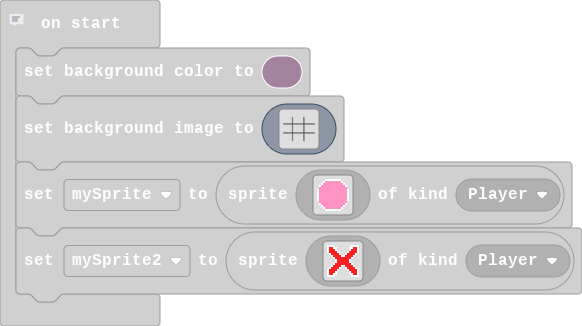 on start
set background color to
set background image to
set mySprite to sprite of kind Player
set mySprite2 to sprite of kind Player